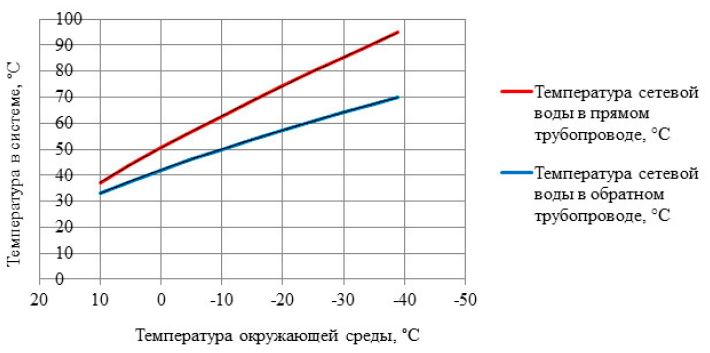 Температура в системе, °С
100
90
80
70
60
50
40
30
20
10
0
20 10 0 -10 -20 -30 -40 -50
Температура окружающей среды, °С
Температура сетевой
воды в прямом
трубопроводе, °С
Температура сетевой
воды в обратном
трубопроводе, °С